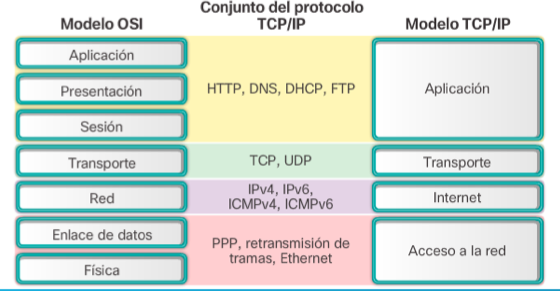 Modelo OSI
Conjunto del protocolo
TCP/IP
Modelo TCP/IP
Aplicación
Presentación
Sesión
HTTP, DNS, DHCP, FTP
Aplicación
Transporte
TCP, UDP
Transporte
Red
IPv4, IPv6,
ICMPv4, ICMPv6
Internet
Enlace de datos
Física
PPP, retransmisión de
tramas, Ethernet
Acceso a la red